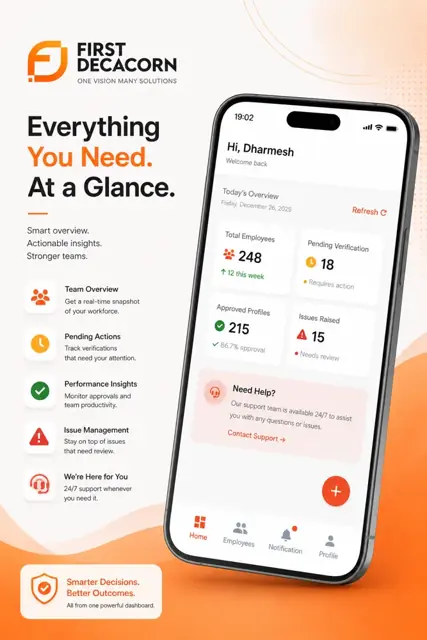 FIRST
DECACORN
ONE VISION MANY SOLUTIONS
Everything
You Need.
At a Glance.
Smart overview.
Actionable insights.
Stronger teams.
Team Overview
Get a real-time snapshot
of your workforce.
Pending Actions
Track verifications
that need your attention.
Performance Insights
Monitor approvals and
team productivity.
Issue Management
Stay on top of issues
that need review.
We're Here for You
24/7 support whenever
you need it.
Smarter Decisions.
Better Outcomes.
All from one powerful dashboard.
19:02
Hi, Dharmesh
Welcome back
Today's Overview
Friday, December 26, 2025
Refresh
Total Employees
248
↑ 12 this week
Pending Verification
18
Requires action
Approved Profiles
215
86.7% approval
Issues Raised
15
Needs review
Need Help?
Our support team is available 24/7 to assist
you with any questions or issues.
Contact Support →
Home
Employees
Notification
Profile